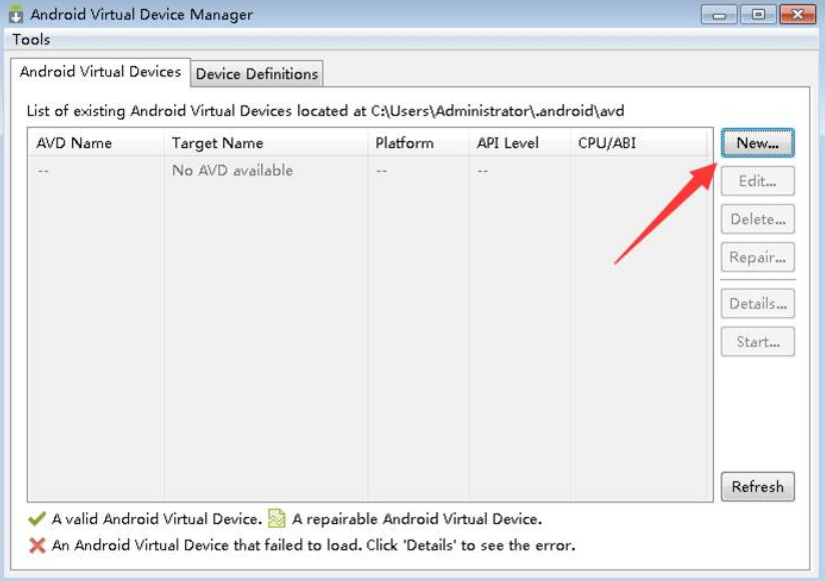 Android Virtual Device Manager
Tools
Android Virtual Devices Device Definitions
List of existing Android Virtual Devices located at C:\Users\Administrator\.android\avd
AVD Name Target Name Platform API Level CPU/ABI New...
-- No AVD available -- --
Edit...
Delete...
Repair...
Details...
Start...
Refresh
A valid Android Virtual Device. A repairable Android Virtual Device.
An Android Virtual Device that failed to load. Click 'Details' to see the error.